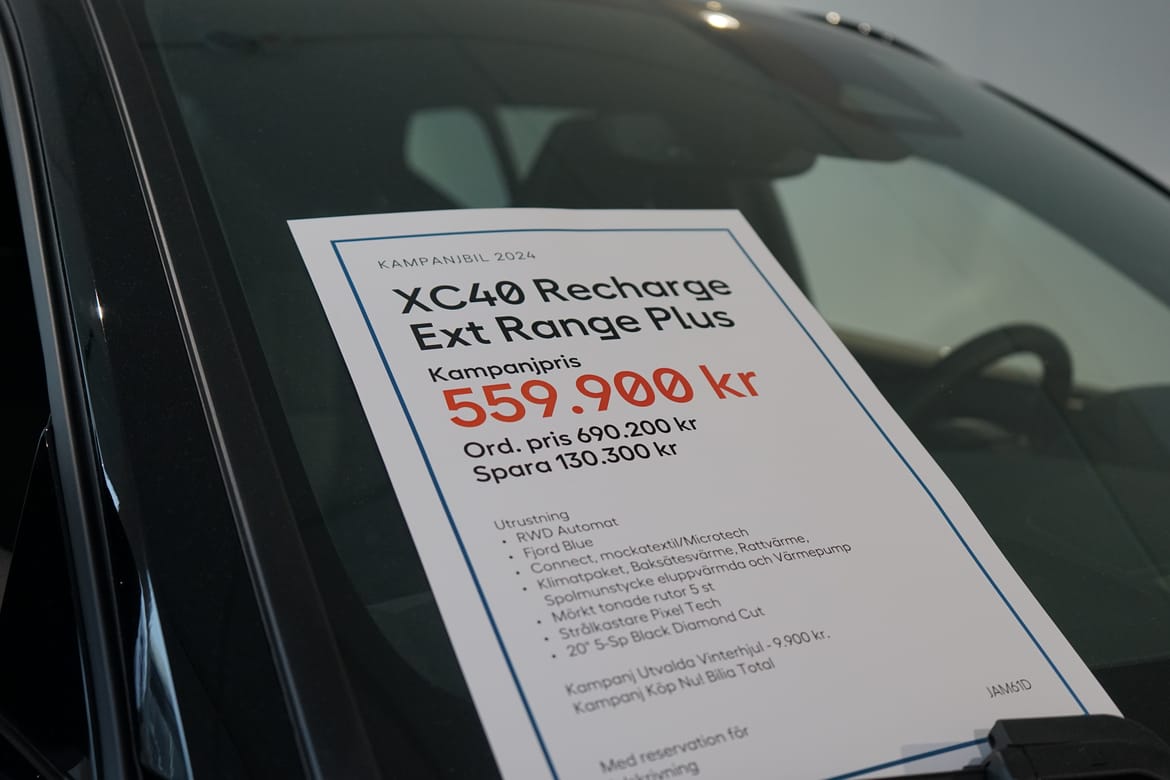 KAMPANJBIL 2024
XC40 Recharge
Ext Range Plus
Kampanjpris
559.900 kr
Ord. pris 690.200 kr
Spara 130.300 kr
Utrustning
• RWD Automat
• Fjord Blue
• Connect, mockatextil/Microtech
• Klimatpaket, Baksätesvärme, Rattvärme,
Spolmunstycke eluppvärmda och Värmepump
• Mörkt tonade rutor 5 st
• Strålkastare Pixel Tech
• 20" 5-Sp Black Diamond Cut
Kampanj Utvalda Vinterhjul - 9.900 kr.
Kampanj Köp Nu! Bilia Total
JAM61D
Med reservation för